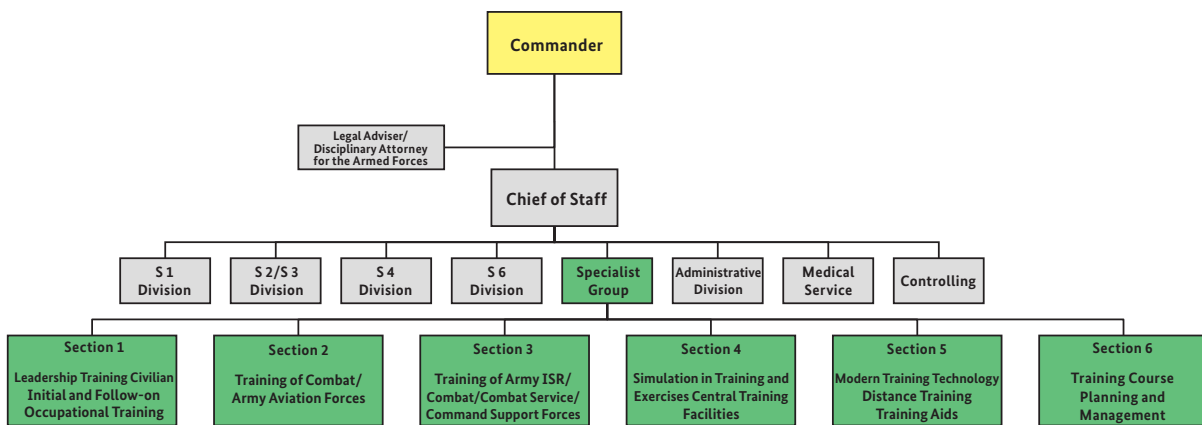 Commander
Legal Adviser/
Disciplinary Attorney
for the Armed Forces
Chief of Staff
S 1
Division
S 2/S 3
Division
S 4
Division
S 6
Division
Specialist
Group
Administrative
Division
Medical
Service
Controlling
Section 1
Leadership Training Civilian
Initial and Follow-on
Occupational Training
Section 2
Training of Combat/
Army Aviation Forces
Section 3
Training of Army ISR/
Combat/Combat Service/
Command Support Forces
Section 4
Simulation in Training and
Exercises Central Training
Facilities
Section 5
Modern Training Technology
Distance Training
Training Aids
Section 6
Training Course
Planning and
Management